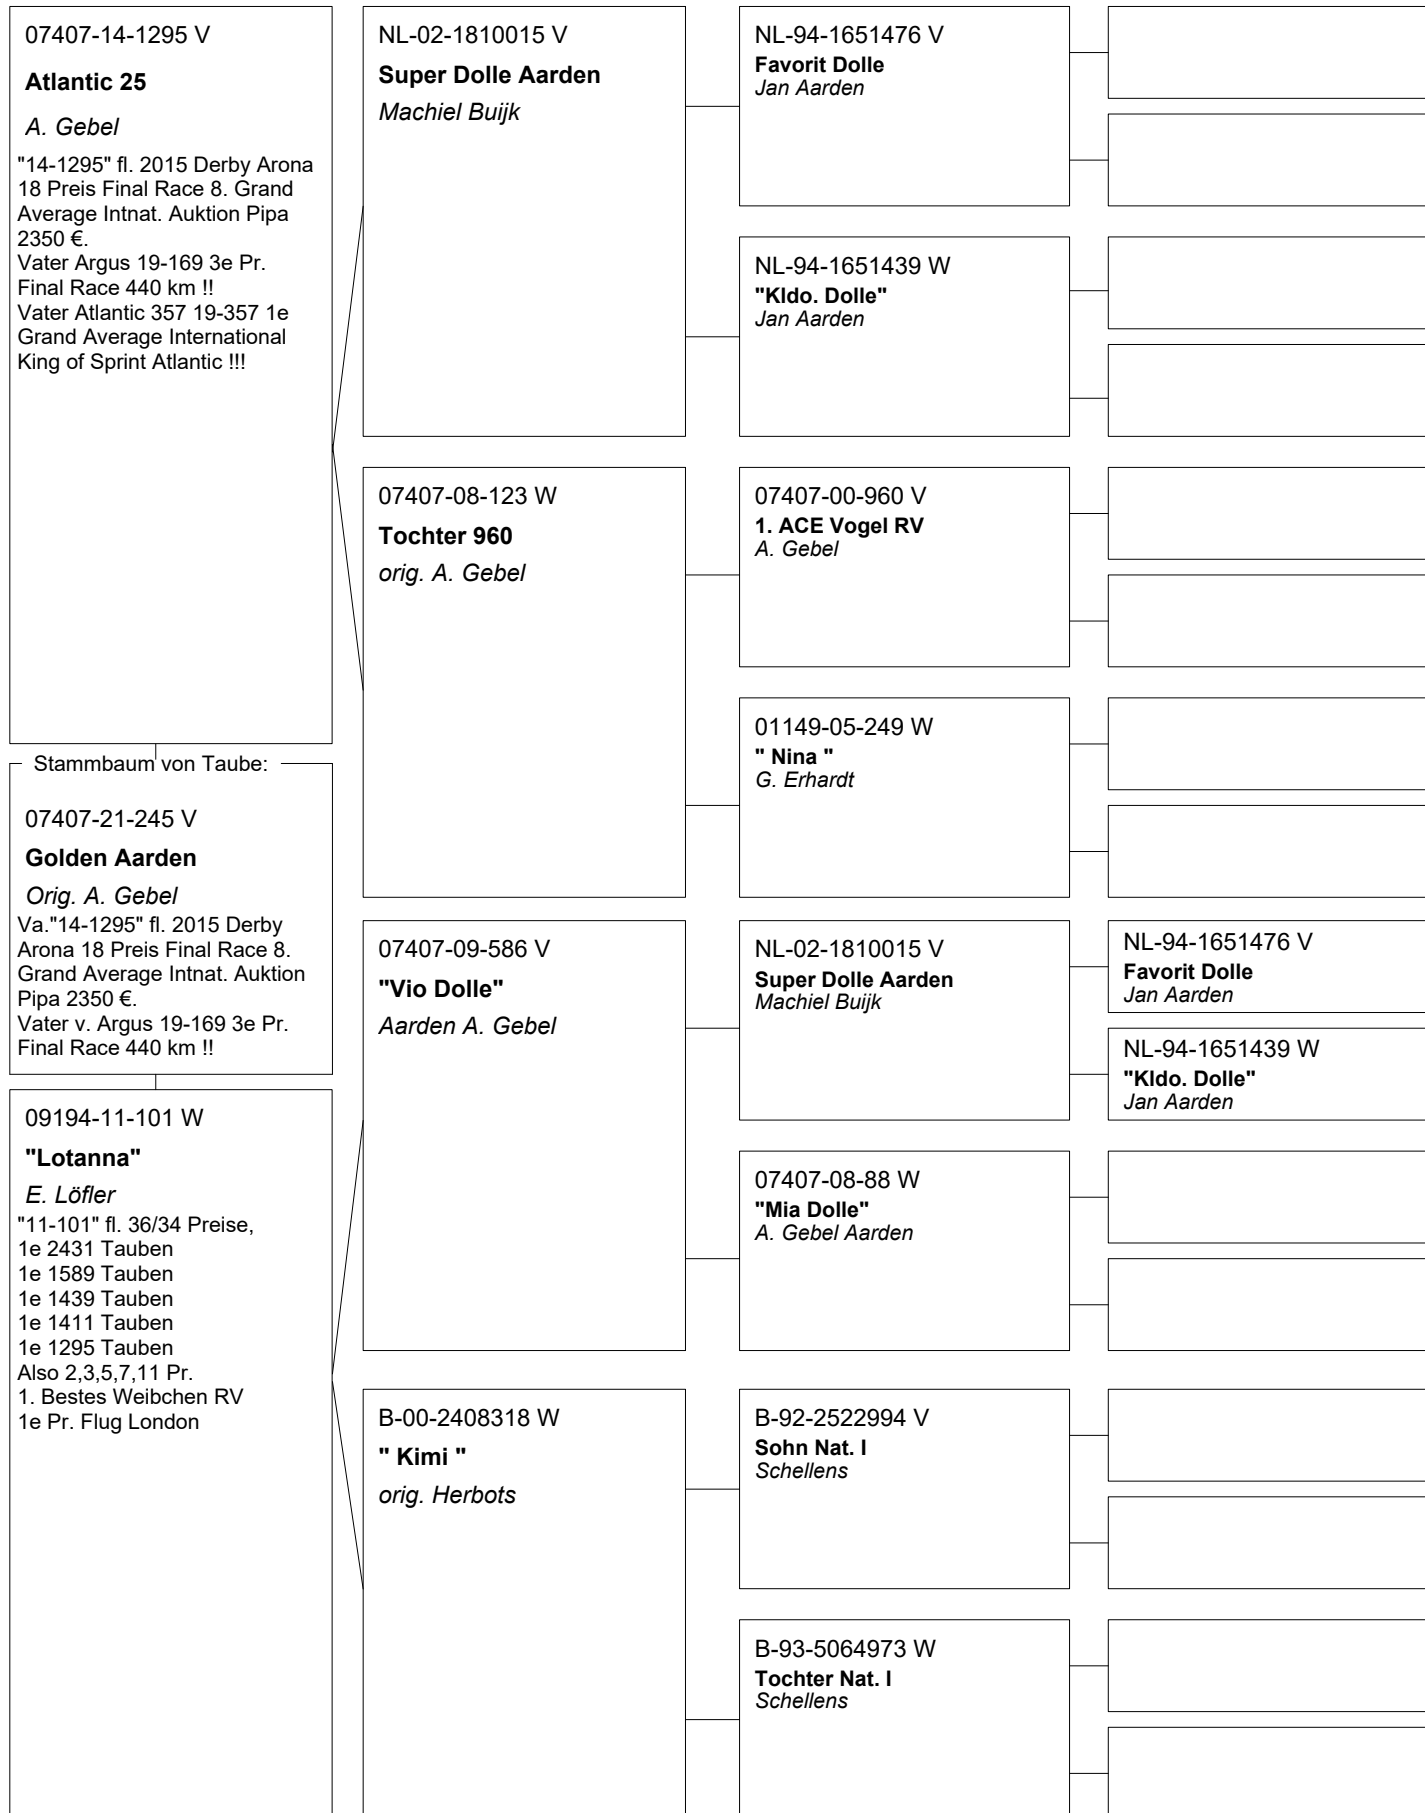 07407-14-1295 V
Atlantic 25
A. Gebel
"14-1295" fl. 2015 Derby Arona
18 Preis Final Race 8. Grand
Average Intnat. Auktion Pipa
2350 €.
Vater Argus 19-169 3e Pr.
Final Race 440 km !!
Vater Atlantic 357 19-357 1e
Grand Average International
King of Sprint Atlantic !!!
Stammbaum von Taube:
07407-21-245 V
Golden Aarden
Orig. A. Gebel
Va."14-1295" fl. 2015 Derby
Arona 18 Preis Final Race 8.
Grand Average Intnat. Auktion
Pipa 2350 €.
Vater v. Argus 19-169 3e Pr.
Final Race 440 km !!
09194-11-101 W
"Lotanna"
E. Löfler
"11-101" fl. 36/34 Preise,
1e 2431 Tauben
1e 1589 Tauben
1e 1439 Tauben
1e 1411 Tauben
1e 1295 Tauben
Also 2,3,5,7,11 Pr.
1. Bestes Weibchen RV
1e Pr. Flug London
NL-02-1810015 V
Super Dolle Aarden
Machiel Buijk
07407-08-123 W
Tochter 960
orig. A. Gebel
07407-09-586 V
"Vio Dolle"
Aarden A. Gebel
B-00-2408318 W
" Kimi "
orig. Herbots
NL-94-1651476 V
Favorit Dolle
Jan Aarden
NL-94-1651439 W
"Kldo. Dolle"
Jan Aarden
07407-00-960 V
1. ACE Vogel RV
A. Gebel
01149-05-249 W
" Nina "
G. Erhardt
NL-02-1810015 V
Super Dolle Aarden
Machiel Buijk
07407-08-88 W
"Mia Dolle"
A. Gebel Aarden
B-92-2522994 V
Sohn Nat. I
Schellens
B-93-5064973 W
Tochter Nat. I
Schellens
NL-94-1651476 V
Favorit Dolle
Jan Aarden
NL-94-1651439 W
"Kldo. Dolle"
Jan Aarden